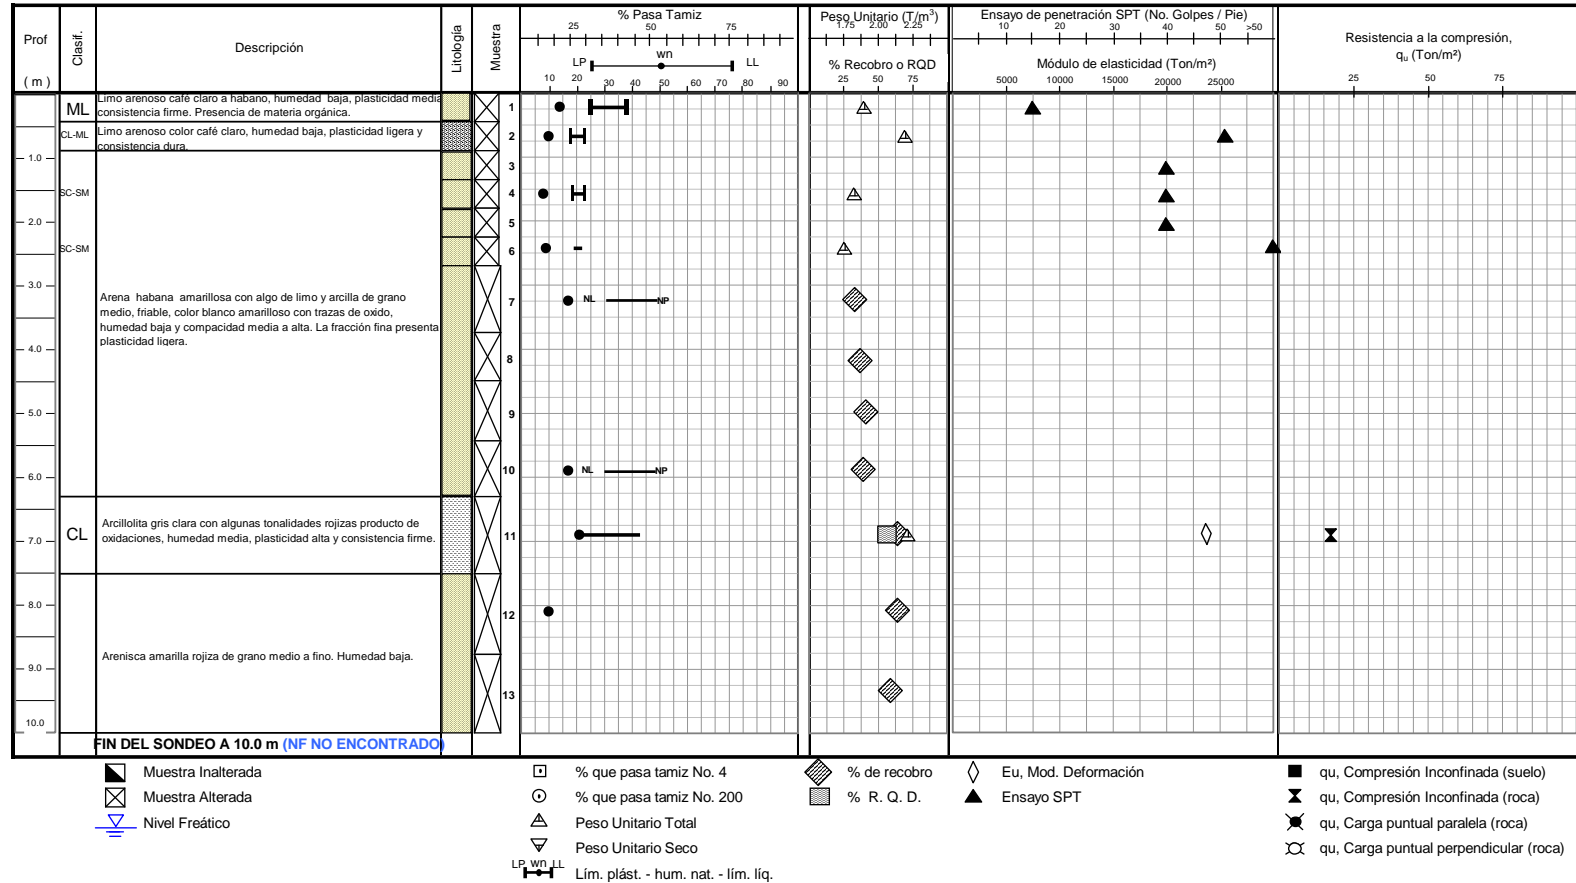 Prof
( m )
Clasif.
Descripción
Litología
Muestra
% Pasa Tamiz
25 50 75
LP wn LL
10 20 30 40 50 60 70 80 90
Peso Unitario (T/m³)
1.75 2.00 2.25
% Recobro o RQD
25 50 75
Ensayo de penetración SPT (No. Golpes / Pie)
10 20 30 40 50 >50
Módulo de elasticidad (Ton/m²)
5000 10000 15000 20000 25000
Resistencia a la compresión,
qu (Ton/m²)
25 50 75
ML
Limo arenoso café claro a habano, humedad baja, plasticidad media
consistencia firme. Presencia de materia orgánica.
1
CL-ML
Limo arenoso color café claro, humedad baja, plasticidad ligera y
consistencia dura.
2
1.0
3
SC-SM
4
2.0
5
SC-SM
6
3.0
Arena habana amarillosa con algo de limo y arcilla de grano
medio, friable, color blanco amarilloso con trazas de oxido,
humedad baja y compacidad media a alta. La fracción fina presenta
plasticidad ligera.
7
NL NP
4.0
8
5.0
9
6.0
10
NL NP
CL
Arcillolita gris clara con algunas tonalidades rojizas producto de
oxidaciones, humedad media, plasticidad alta y consistencia firme.
7.0
11
8.0
12
Arenisca amarilla rojiza de grano medio a fino. Humedad baja.
9.0
13
10.0
FIN DEL SONDEO A 10.0 m (NF NO ENCONTRADO)
Muestra Inalterada
Muestra Alterada
Nivel Freático
% que pasa tamiz No. 4
% que pasa tamiz No. 200
Peso Unitario Total
Peso Unitario Seco
LP wn LL
Lím. plást. - hum. nat. - lím. líq.
% de recobro
% R. Q. D.
Eu, Mod. Deformación
Ensayo SPT
qu, Compresión Inconfinada (suelo)
qu, Compresión Inconfinada (roca)
qu, Carga puntual paralela (roca)
qu, Carga puntual perpendicular (roca)